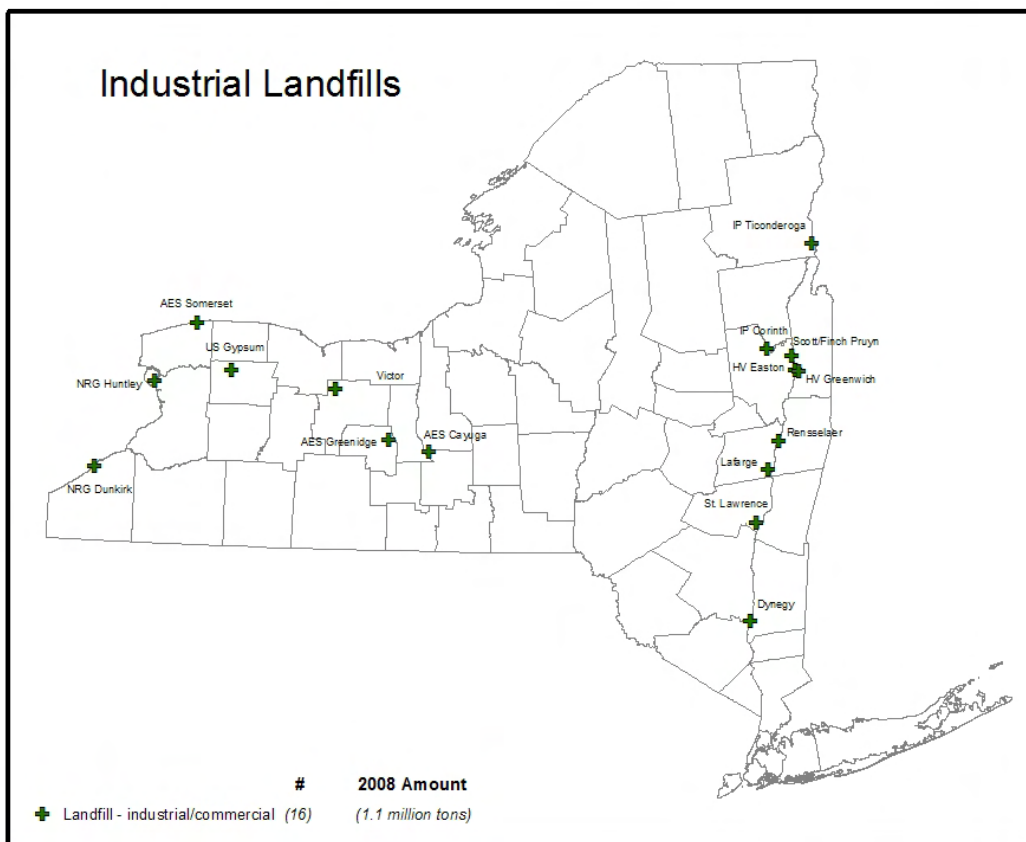 Industrial Landfills
IP Ticonderoga
AES Somerset
IP Corinth
Scott/Finch Pruyn
US Gypsum
HV Easton
HV Greenwich
NRG Huntley
Victor
AES Greenidge
AES Cayuga
Rensselaer
Lafarge
NRG Dunkirk
St. Lawrence
Dynegy
# 2008 Amount
Landfill - industrial/commercial (16) (1.1 million tons)